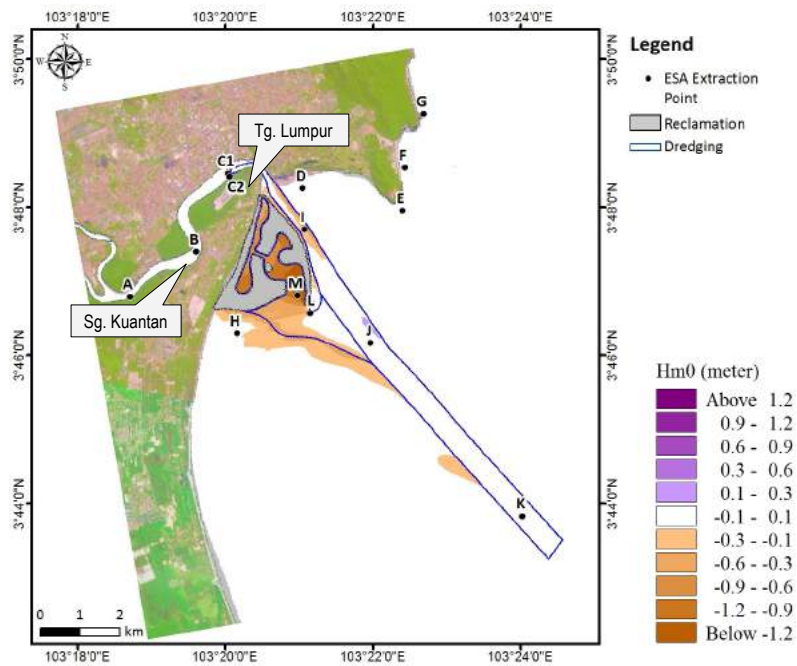 103°18'0"E 103°20'0"E 103°22'0"E 103°24'0"E
3°50'0"N
3°48'0"N
3°46'0"N
3°44'0"N
N
W E
S
Tg. Lumpur
Sg. Kuantan
G
F
E
D
C1
C2
B
A
I
M
L
H
J
K
0 1 2
km
Legend
ESA Extraction
Point
Reclamation
Dredging
Hm0 (meter)
Above 1.2
0.9 - 1.2
0.6 - 0.9
0.3 - 0.6
0.1 - 0.3
-0.1 - 0.1
-0.3 - -0.1
-0.6 - -0.3
-0.9 - -0.6
-1.2 - -0.9
Below -1.2
3°50'0"N
3°48'0"N
3°46'0"N
3°44'0"N
103°18'0"E 103°20'0"E 103°22'0"E 103°24'0"E